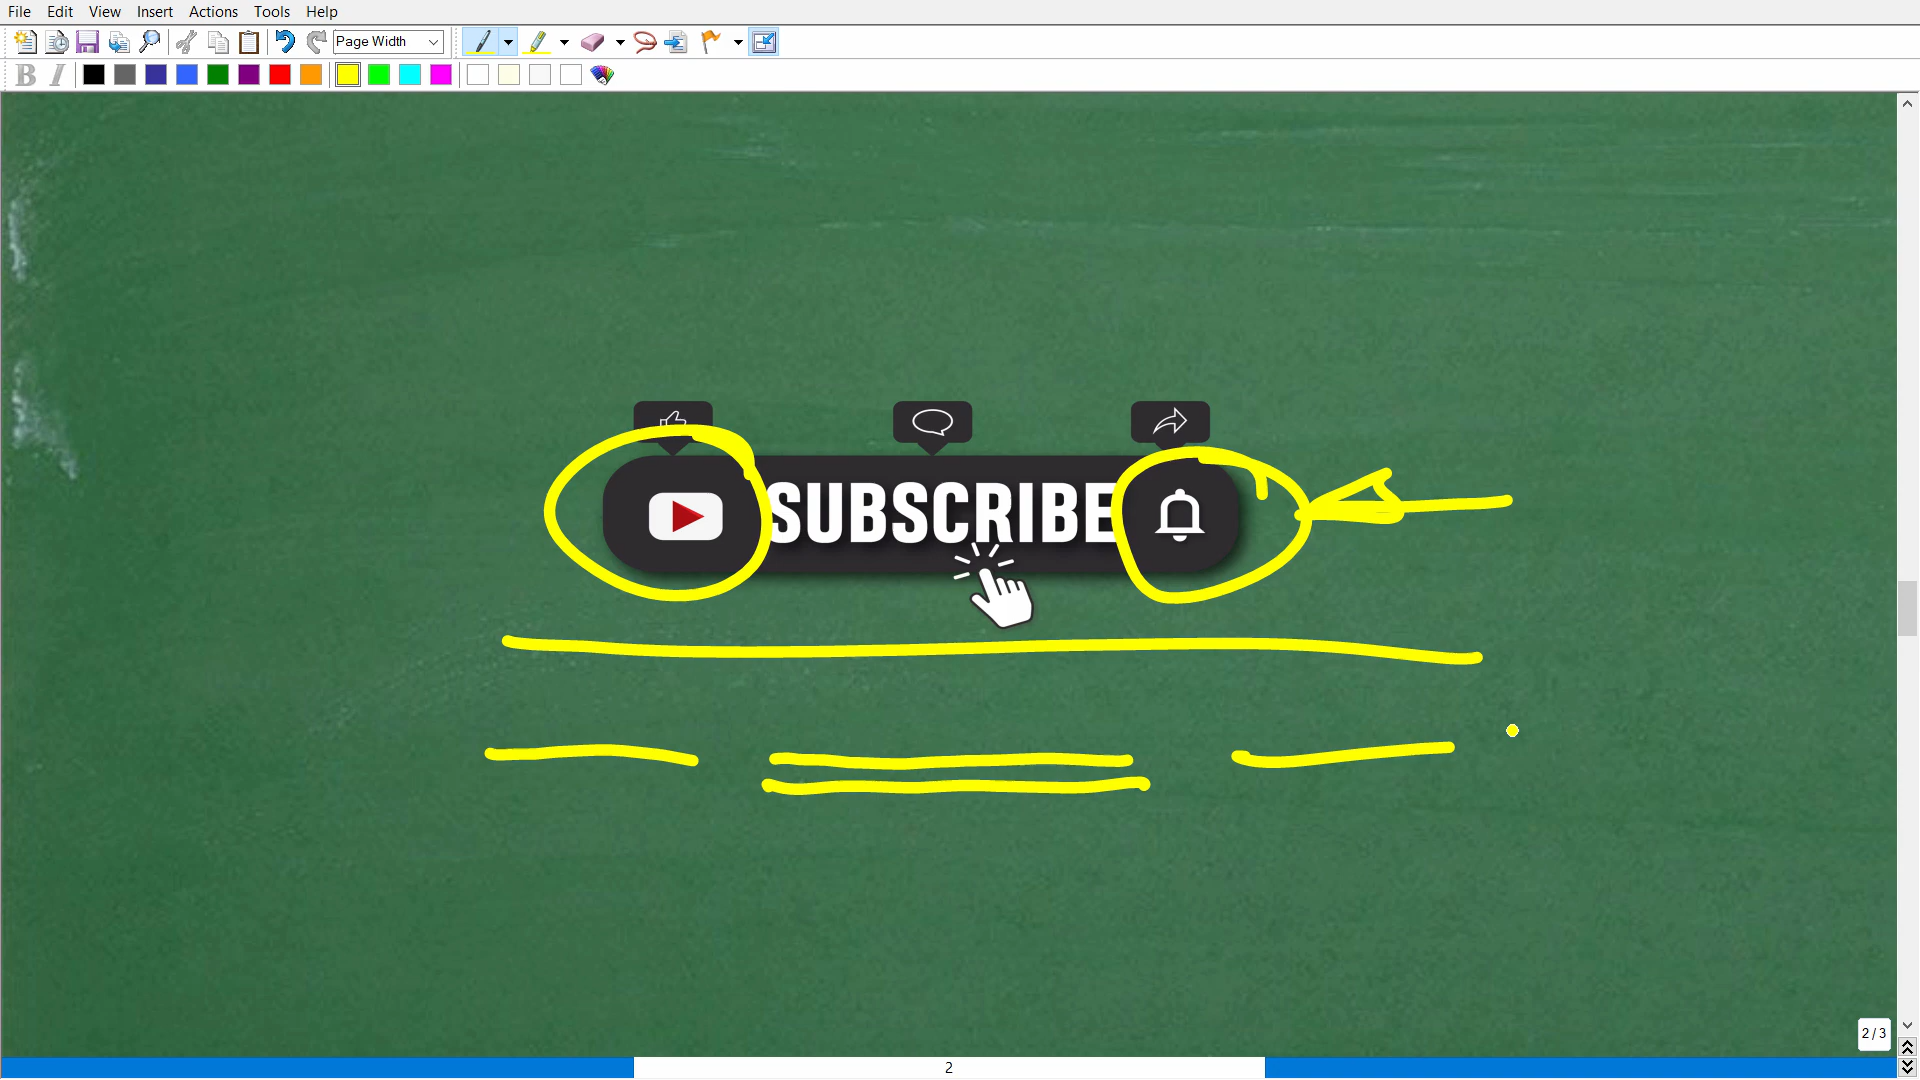 File Edit View Insert Actions Tools Help
Page Width
B I
SUBSCRIBE
2 / 3
2